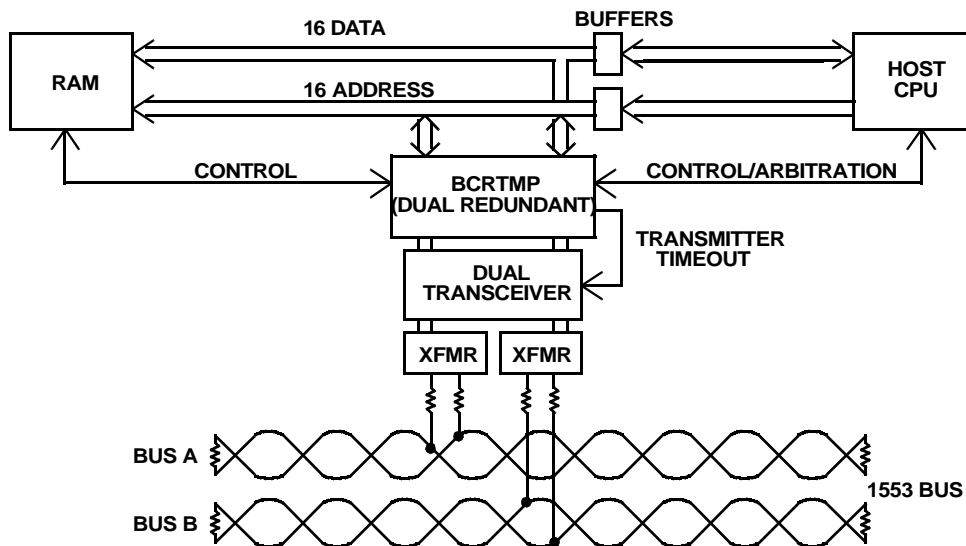 16 DATA
BUFFERS
RAM
HOST
CPU
16 ADDRESS
CONTROL
BCRTMP
(DUAL REDUNDANT)
CONTROL/ARBITRATION
TRANSMITTER
TIMEOUT
DUAL
TRANSCEIVER
XFMR
XFMR
BUS A
1553 BUS
BUS B